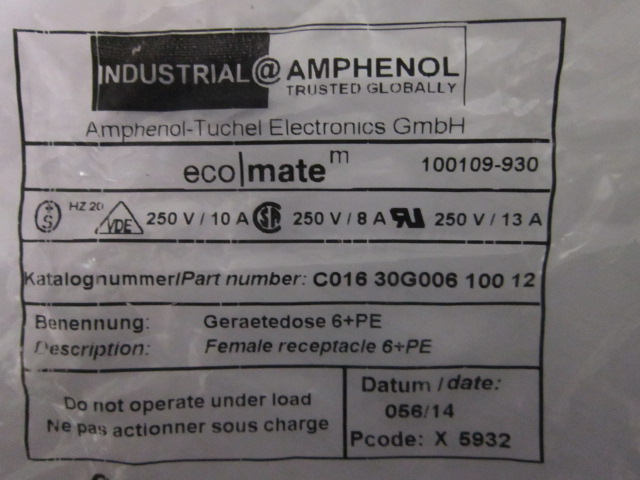 INDUSTRIAL @ AMPHENOL
TRUSTED GLOBALLY
Amphenol-Tuchel Electronics GmbH
eco|mate m 100109-930
S HZ 20 VDE 250 V / 10 A SA 250 V / 8 A RU 250 V / 13 A
Katalognummer/Part number: C016 30G006 100 12
Benennung: Geraetedose 6+PE
Description: Female receptacle 6+PE
Do not operate under load
Ne pas actionner sous charge
Datum / date:
056/14
Pcode: X 5932